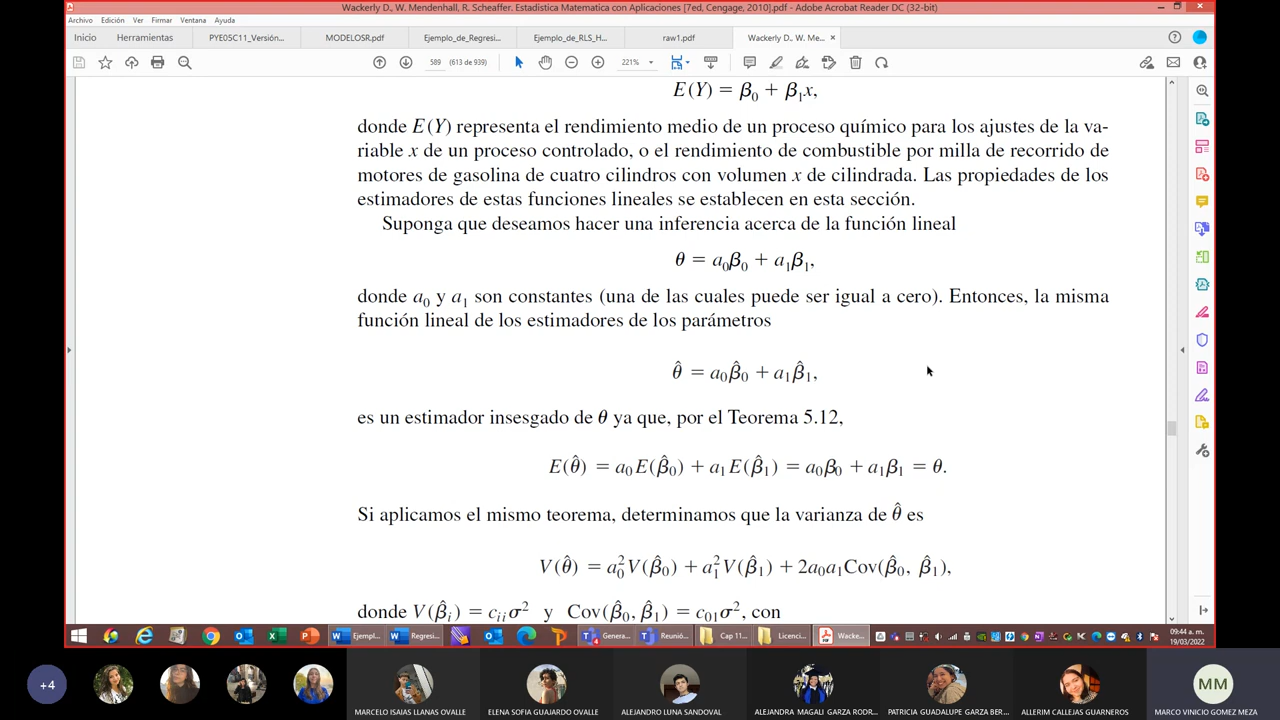 Wackerly D., W. Mendenhall, R. Scheaffer. Estadística Matematica con Aplicaciones [7ed, Cengage, 2010].pdf - Adobe Acrobat Reader DC (32-bit)
Archivo Edición Ver Firmar Ventana Ayuda
Inicio Herramientas PYE05C11_Versión... MODELOSR.pdf Ejemplo_de_Regresi... Ejemplo_de_RLS_H... raw1.pdf Wackerly D., W. Me... ×
589 (613 de 939) 221%
E(Y) = β₀ + β₁x,
donde E(Y) representa el rendimiento medio de un proceso químico para los ajustes de la va-
riable x de un proceso controlado, o el rendimiento de combustible por milla de recorrido de
motores de gasolina de cuatro cilindros con volumen x de cilindrada. Las propiedades de los
estimadores de estas funciones lineales se establecen en esta sección.
Suponga que deseamos hacer una inferencia acerca de la función lineal
θ = a₀β₀ + a₁β₁,
donde a₀ y a₁ son constantes (una de las cuales puede ser igual a cero). Entonces, la misma
función lineal de los estimadores de los parámetros
θ̂ = a₀β̂₀ + a₁β̂₁,
es un estimador insesgado de θ ya que, por el Teorema 5.12,
E(θ̂) = a₀E(β̂₀) + a₁E(β̂₁) = a₀β₀ + a₁β₁ = θ.
Si aplicamos el mismo teorema, determinamos que la varianza de θ̂ es
V(θ̂) = a₀²V(β̂₀) + a₁²V(β̂₁) + 2a₀a₁Cov(β̂₀, β̂₁),
donde V(β̂ᵢ) = cᵢᵢσ² y Cov(β̂₀, β̂₁) = c₀₁σ², con
Ejempl... Regresi... Genera... Reunió... Cap 11... Licenci... Wacke... 09:44 a. m.
19/03/2022
+4 MM
MARCELO ISAIAS LLANAS OVALLE ELENA SOFIA GUAJARDO OVALLE ALEJANDRO LUNA SANDOVAL ALEJANDRA MAGALI GARZA RODR... PATRICIA GUADALUPE GARZA BER... ALLERIM CALLEJAS GUARNEROS MARCO VINICIO GOMEZ MEZA